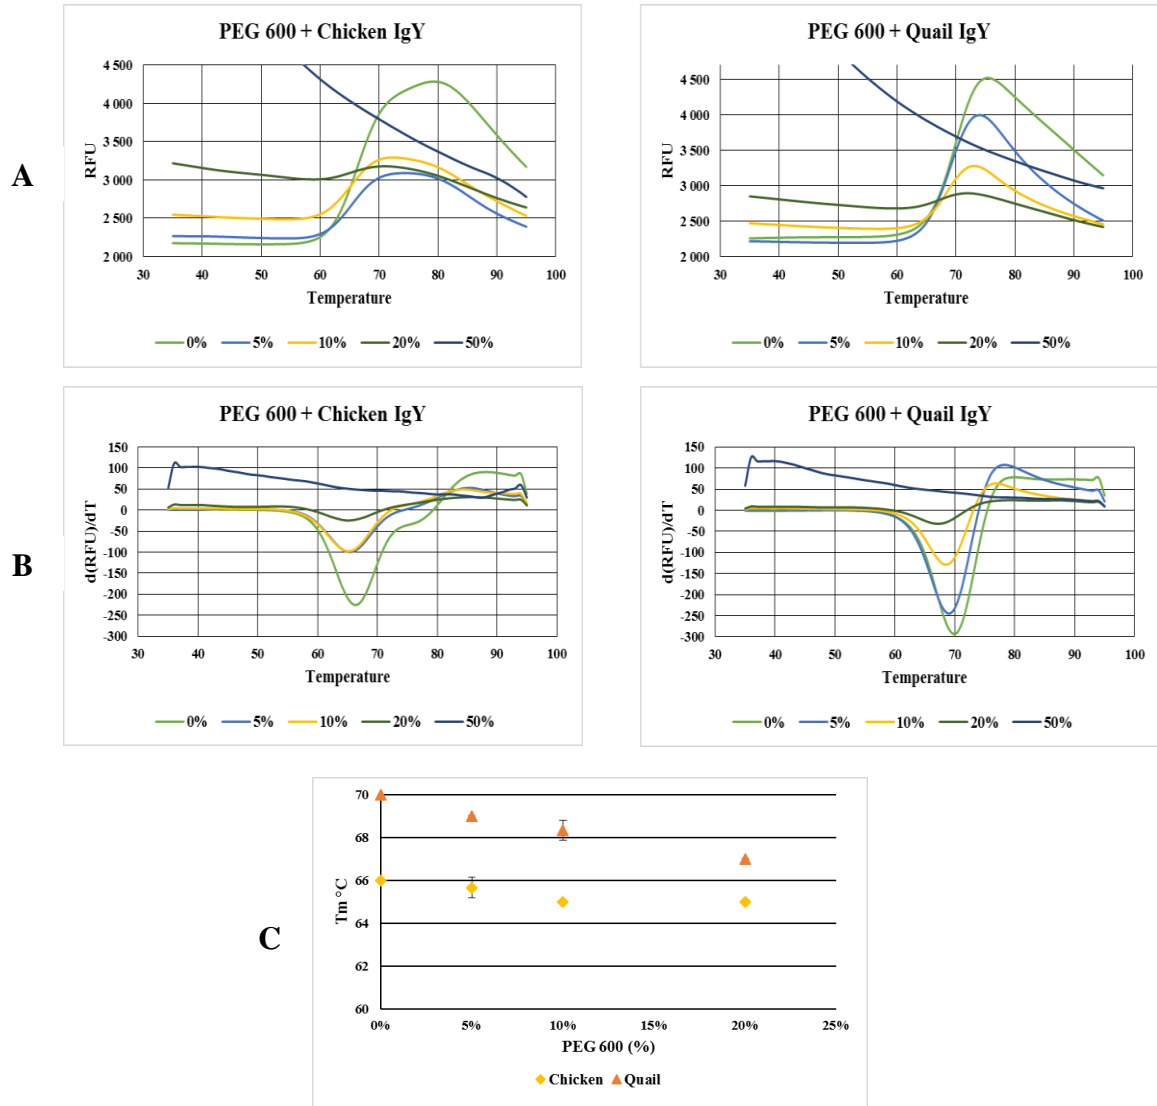 A
PEG 600 + Chicken IgY
RFU
4 500
4 000
3 500
3 000
2 500
2 000
30 40 50 60 70 80 90 100
Temperature
0% 5% 10% 20% 50%
PEG 600 + Quail IgY
RFU
4 500
4 000
3 500
3 000
2 500
2 000
30 40 50 60 70 80 90 100
Temperature
0% 5% 10% 20% 50%
B
PEG 600 + Chicken IgY
d(RFU)/dT
150
100
50
0
-50
-100
-150
-200
-250
-300
30 40 50 60 70 80 90 100
Temperature
0% 5% 10% 20% 50%
PEG 600 + Quail IgY
d(RFU)/dT
150
100
50
0
-50
-100
-150
-200
-250
-300
30 40 50 60 70 80 90 100
Temperature
0% 5% 10% 20% 50%
C
Tm °C
70
68
66
64
62
60
0% 5% 10% 15% 20% 25%
PEG 600 (%)
Chicken Quail